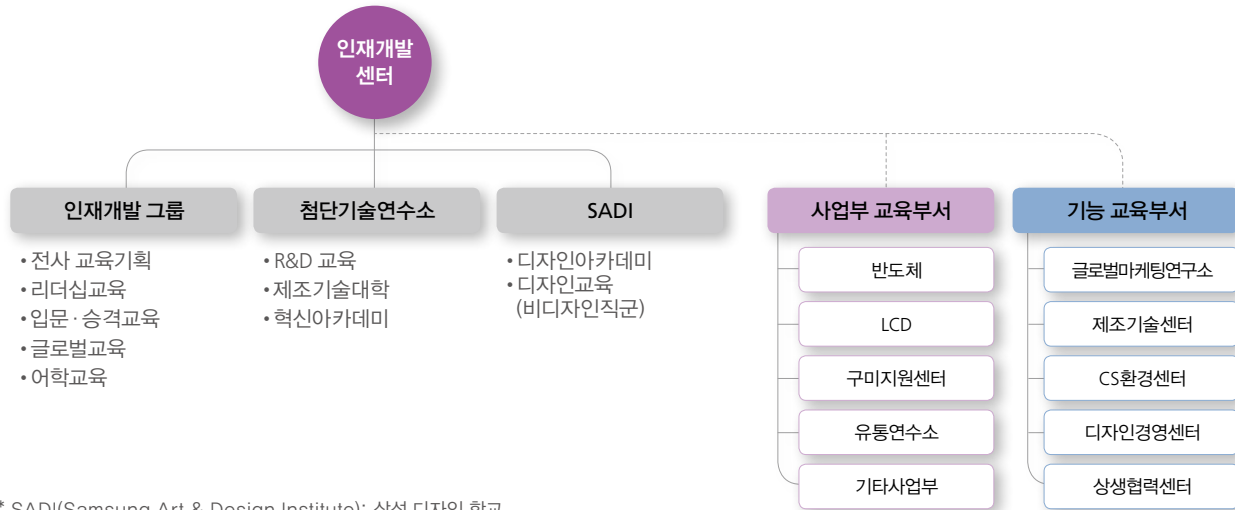 인재개발
센터
인재개발 그룹
• 전사 교육기획
• 리더십교육
• 입문·승격교육
• 글로벌교육
• 어학교육
첨단기술연수소
• R&D 교육
• 제조기술대학
• 혁신아카데미
SADI
• 디자인아카데미
• 디자인교육
(비디자인직군)
사업부 교육부서
반도체
LCD
구미지원센터
유통연수소
기타사업부
기능 교육부서
글로벌마케팅연구소
제조기술센터
CS환경센터
디자인경영센터
상생협력센터
* SADI(Samsung Art & Design Institute): 삼성 디자인 학교